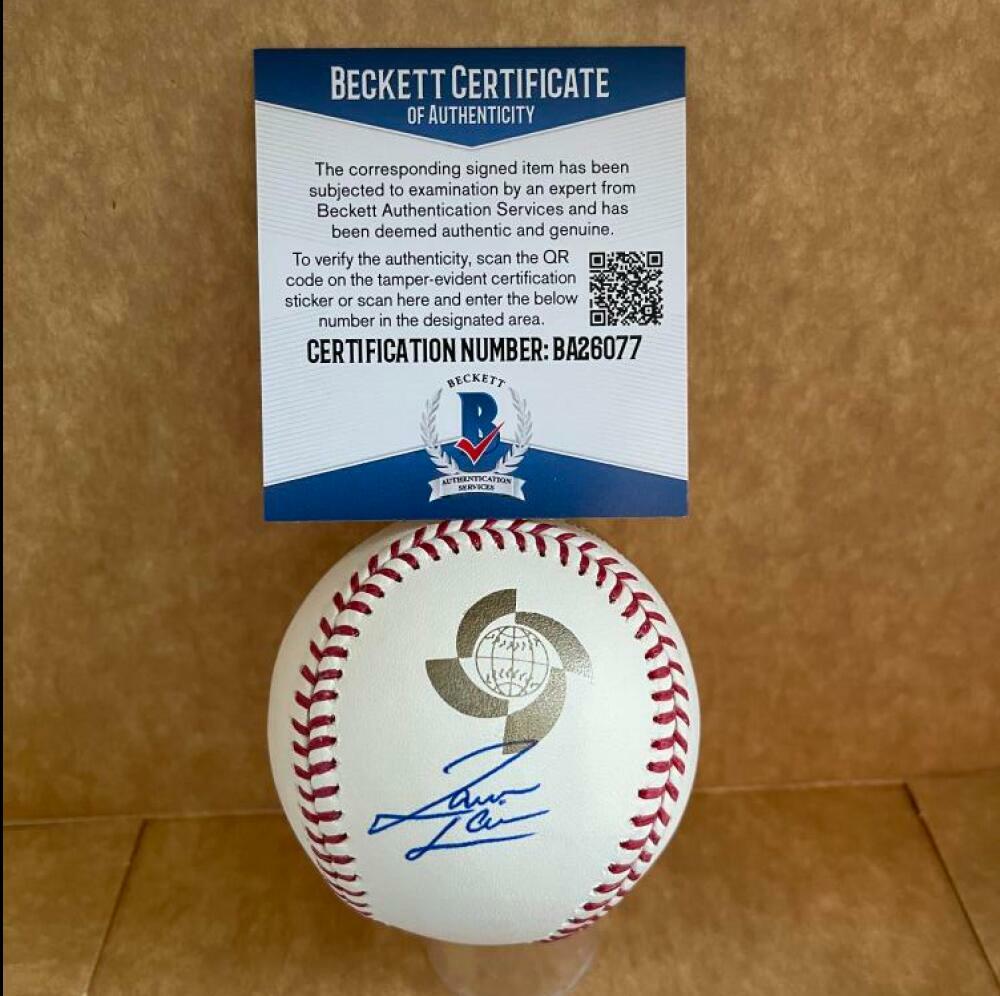 BECKETT CERTIFICATE
OF AUTHENTICITY
The corresponding signed item has been
subjected to examination by an expert from
Beckett Authentication Services and has
been deemed authentic and genuine.
To verify the authenticity, scan the QR
code on the tamper-evident certification
sticker or scan here and enter the below
number in the designated area.
CERTIFICATION NUMBER: BA26077
BECKETT
B
AUTHENTICATION
SERVICES